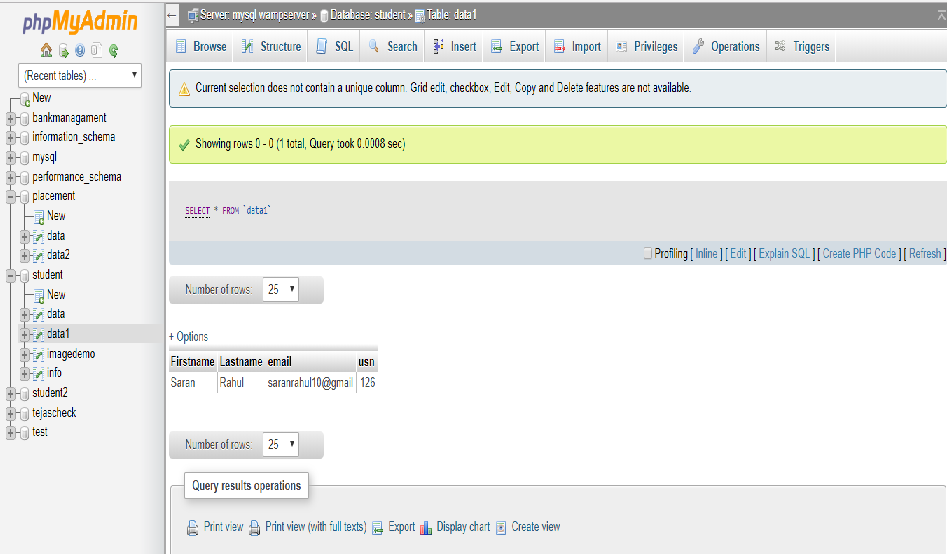 phpMyAdmin
(Recent tables) ...
New
bankmanagament
information_schema
mysql
performance_schema
placement
New
data
data2
student
New
data
data1
imagedemo
info
student2
tejascheck
test
Server: mysql wampserver » Database: student » Table: data1
Browse Structure SQL Search Insert Export Import Privileges Operations Triggers
Current selection does not contain a unique column. Grid edit, checkbox, Edit, Copy and Delete features are not available.
Showing rows 0 - 0 (1 total, Query took 0.0008 sec)
SELECT * FROM `data1`
Profiling [ Inline ] [ Edit ] [ Explain SQL ] [ Create PHP Code ] [ Refresh ]
Number of rows: 25
+ Options
Firstname Lastname email usn
Saran Rahul saranrahul10@gmail 126
Number of rows: 25
Query results operations
Print view Print view (with full texts) Export Display chart Create view